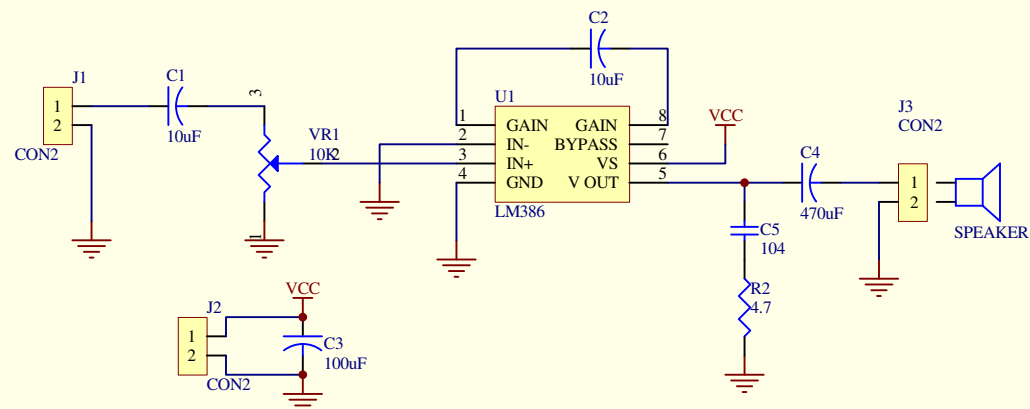 J1
1
2
CON2
C1
10uF
3
VR1
10K
2
1
C2
10uF
U1
1 GAIN GAIN 8
2 IN- BYPASS 7
3 IN+ VS 6
4 GND V OUT 5
LM386
VCC
C4
470uF
J3
CON2
1
2
SPEAKER
C5
104
R2
4.7
J2
1
2
CON2
VCC
C3
100uF